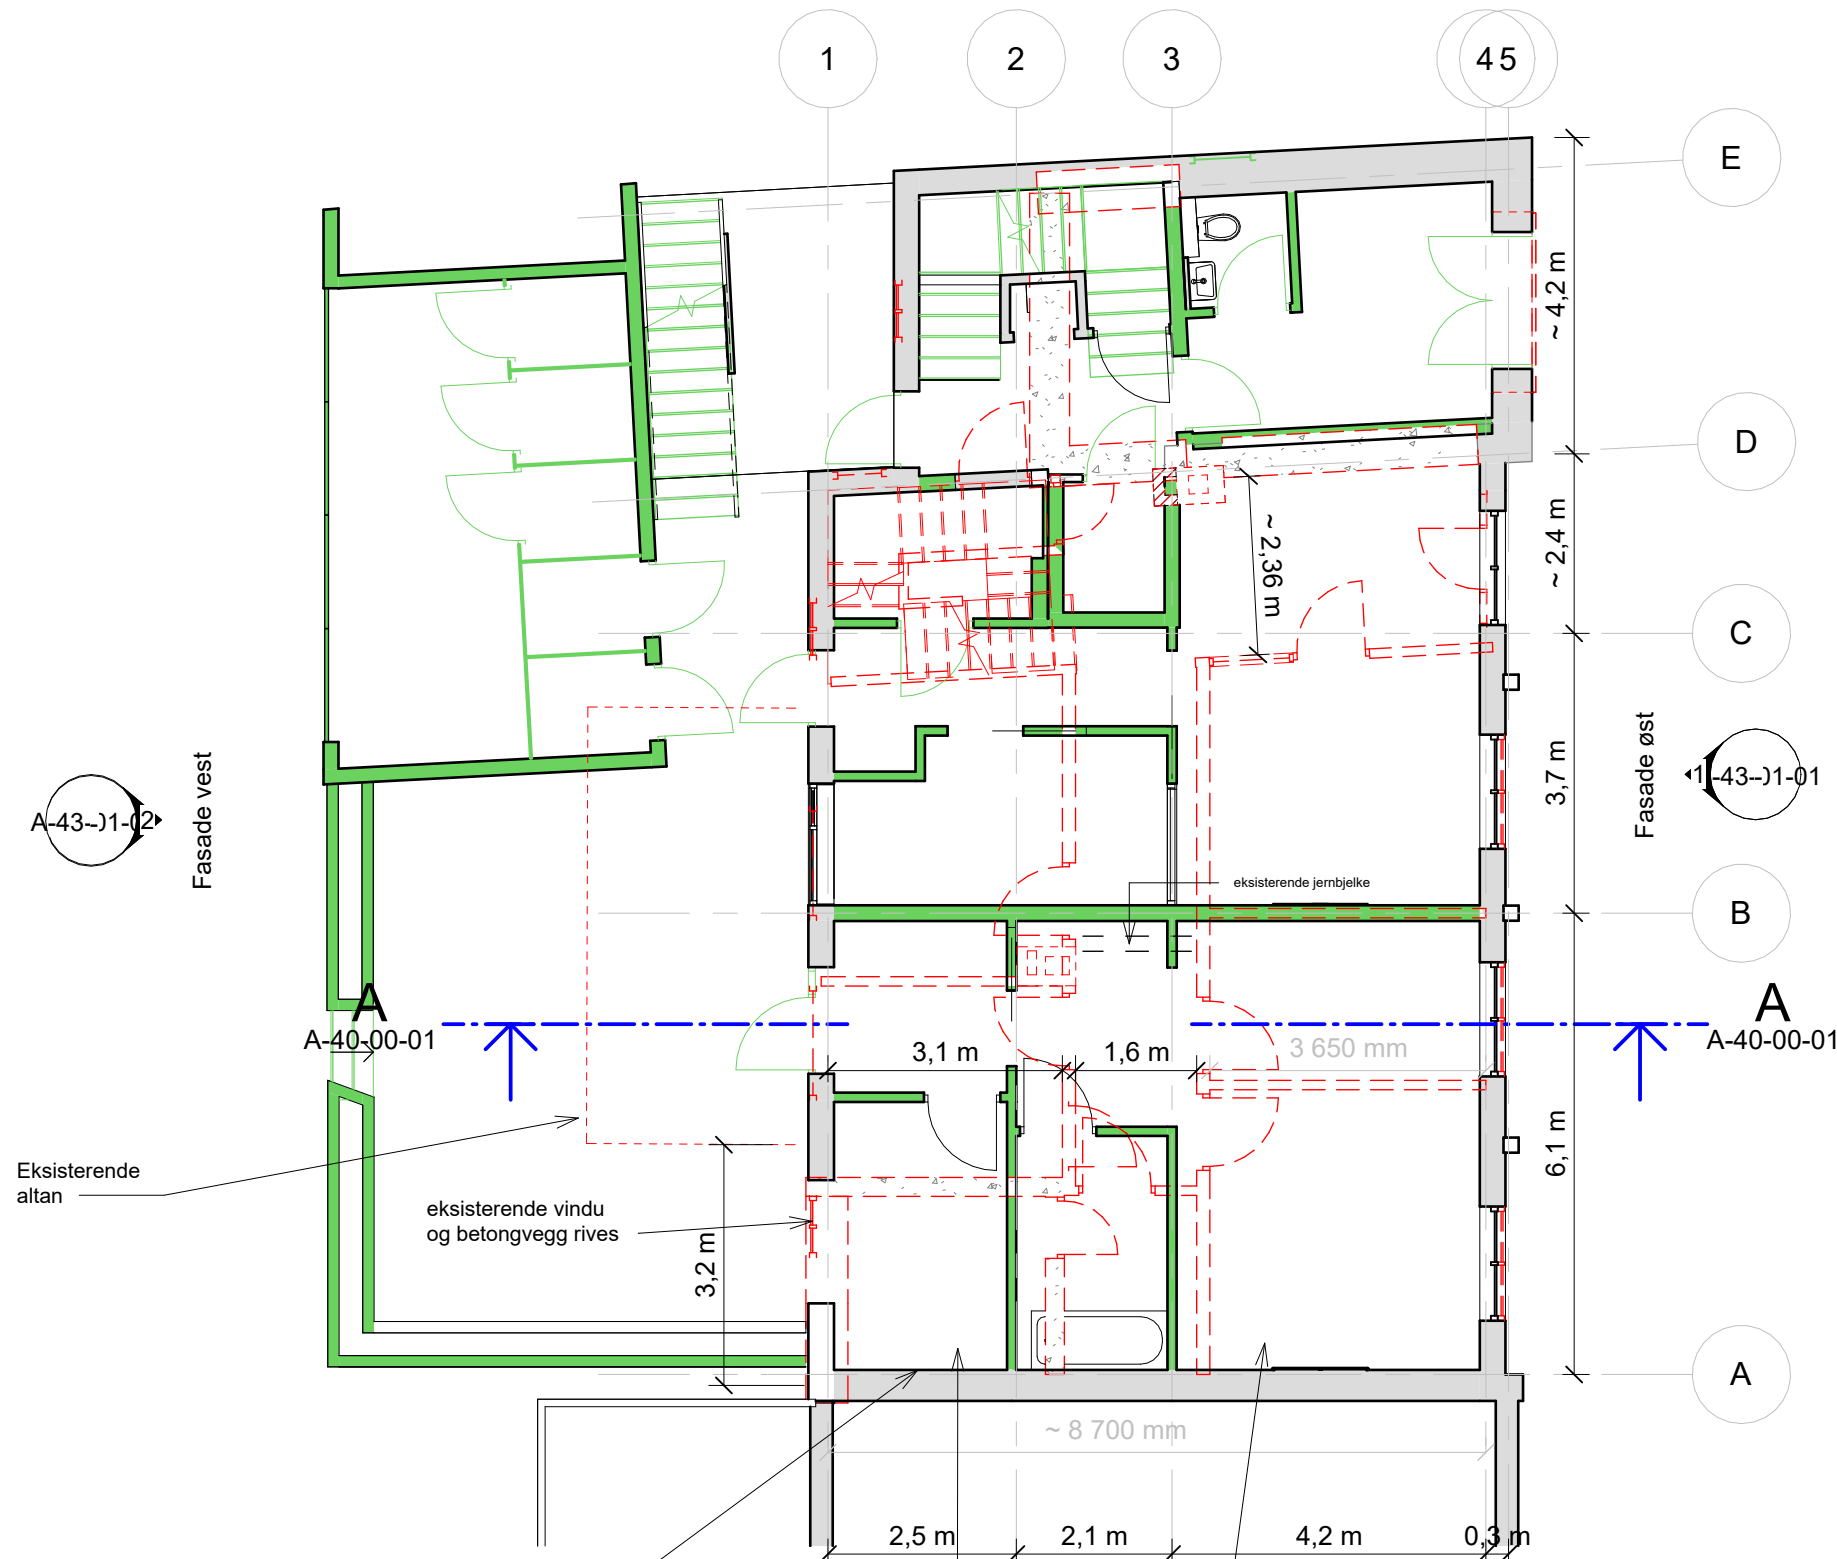 1
2
3
4 5
E
~ 4,2 m
D
~ 2,4 m
~ 2,36 m
C
Fasade vest
Fasade øst
3,7 m
eksisterende jernbjelke
B
A
A-40-00-01
A
A-40-00-01
3,1 m
1,6 m
3 650 mm
6,1 m
Eksisterende
altan
eksisterende vindu
og betongvegg rives
3,2 m
A
~ 8 700 mm
2,5 m
2,1 m
4,2 m
0,3 m